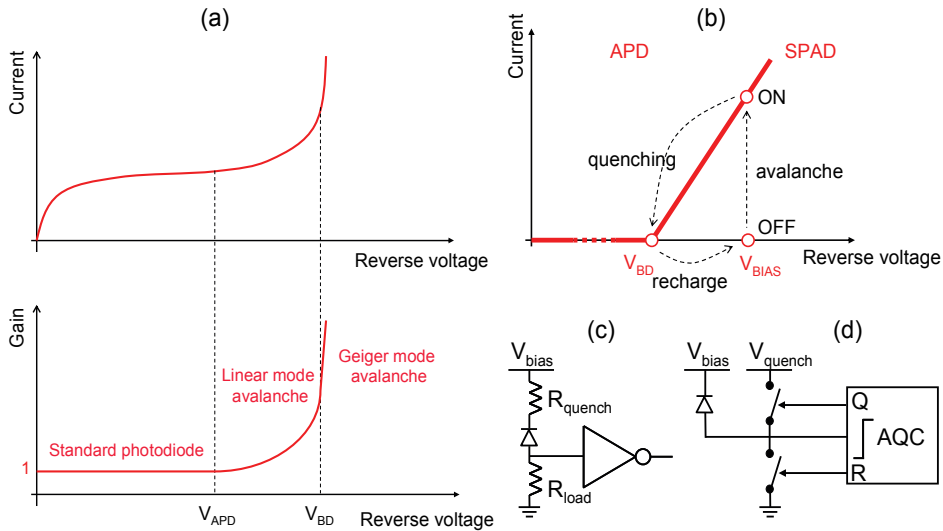 (a)
Current
Reverse voltage
Gain
Geiger mode
avalanche
Linear mode
avalanche
Standard photodiode
1
V_APD
V_BD
Reverse voltage
(b)
Current
APD
SPAD
ON
quenching
avalanche
OFF
V_BD
recharge
V_BIAS
Reverse voltage
(c)
V_bias
R_quench
R_load
(d)
V_bias
V_quench
Q
AQC
R